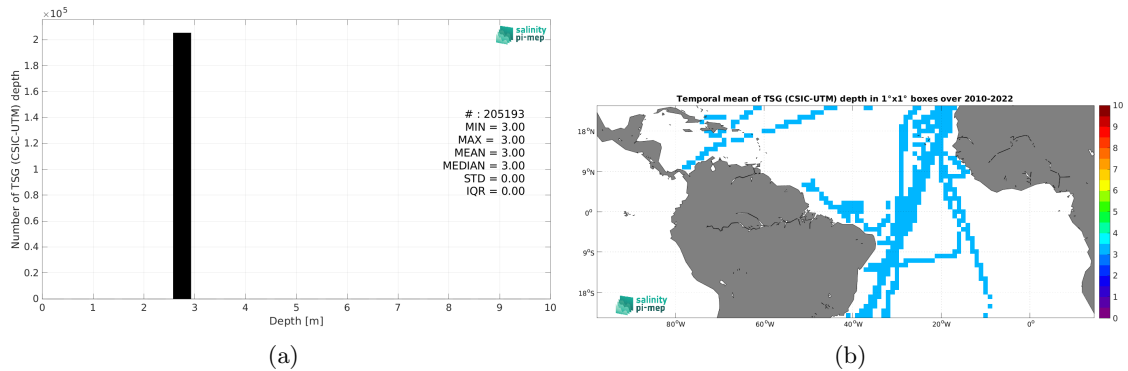 ×10⁵
2
1.8
1.6
1.4
1.2
1
0.8
0.6
0.4
0.2
0
Number of TSG (CSIC-UTM) depth
0 1 2 3 4 5 6 7 8 9 10
Depth [m]
salinity
pi-mep
# : 205193
MIN = 3.00
MAX = 3.00
MEAN = 3.00
MEDIAN = 3.00
STD = 0.00
IQR = 0.00
(a)
Temporal mean of TSG (CSIC-UTM) depth in 1°x1° boxes over 2010-2022
18°N
9°N
0°
9°S
18°S
80°W 60°W 40°W 20°W 0°
salinity
pi-mep
10
9
8
7
6
5
4
3
2
1
0
(b)